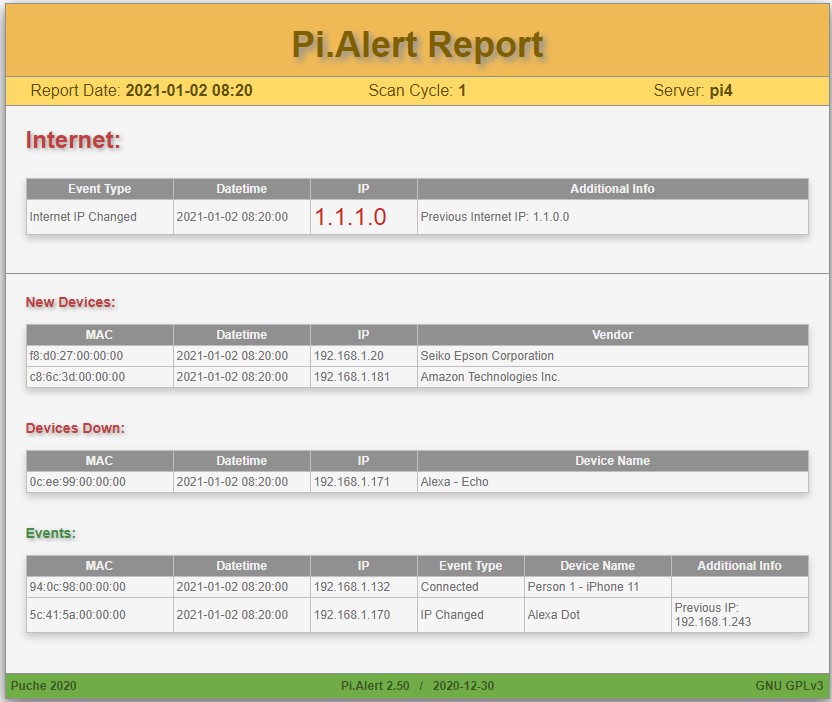 Pi.Alert Report
Report Date: 2021-01-02 08:20 Scan Cycle: 1 Server: pi4
Internet:
Event Type Datetime IP Additional Info
Internet IP Changed 2021-01-02 08:20:00 1.1.1.0 Previous Internet IP: 1.1.0.0
New Devices:
MAC Datetime IP Vendor
f8:d0:27:00:00:00 2021-01-02 08:20:00 192.168.1.20 Seiko Epson Corporation
c8:6c:3d:00:00:00 2021-01-02 08:20:00 192.168.1.181 Amazon Technologies Inc.
Devices Down:
MAC Datetime IP Device Name
0c:ee:99:00:00:00 2021-01-02 08:20:00 192.168.1.171 Alexa - Echo
Events:
MAC Datetime IP Event Type Device Name Additional Info
94:0c:98:00:00:00 2021-01-02 08:20:00 192.168.1.132 Connected Person 1 - iPhone 11
5c:41:5a:00:00:00 2021-01-02 08:20:00 192.168.1.170 IP Changed Alexa Dot Previous IP:
192.168.1.243
Puche 2020 Pi.Alert 2.50 / 2020-12-30 GNU GPLv3